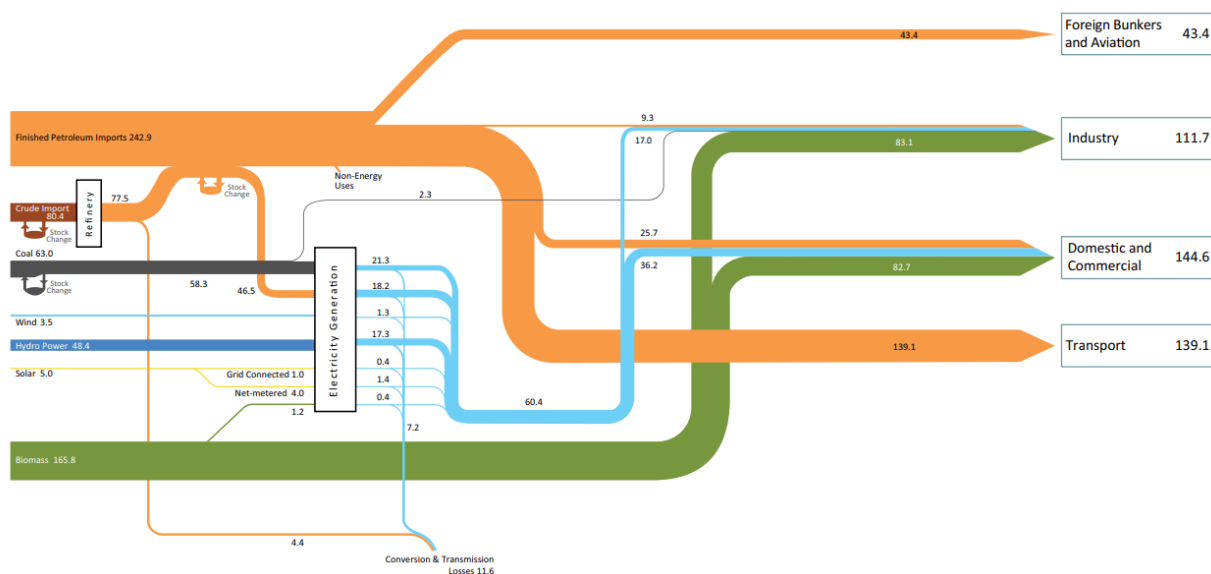 Foreign Bunkers
and Aviation
43.4
43.4
Finished Petroleum Imports 242.9
9.3
17.0
83.1
Industry
111.7
Non-Energy
Uses
Stock
Change
2.3
77.5
Refinery
Crude Import
80.4
Stock
Change
25.7
36.2
82.7
Domestic and
Commercial
144.6
Coal 63.0
Stock
Change
58.3
46.5
Electricity Generation
21.3
18.2
1.3
17.3
0.4
1.4
0.4
Wind 3.5
Hydro Power 48.4
Solar 5.0
Grid Connected 1.0
Net-metered 4.0
1.2
139.1
Transport
139.1
60.4
7.2
Biomass 165.8
4.4
Conversion & Transmission
Losses 11.6